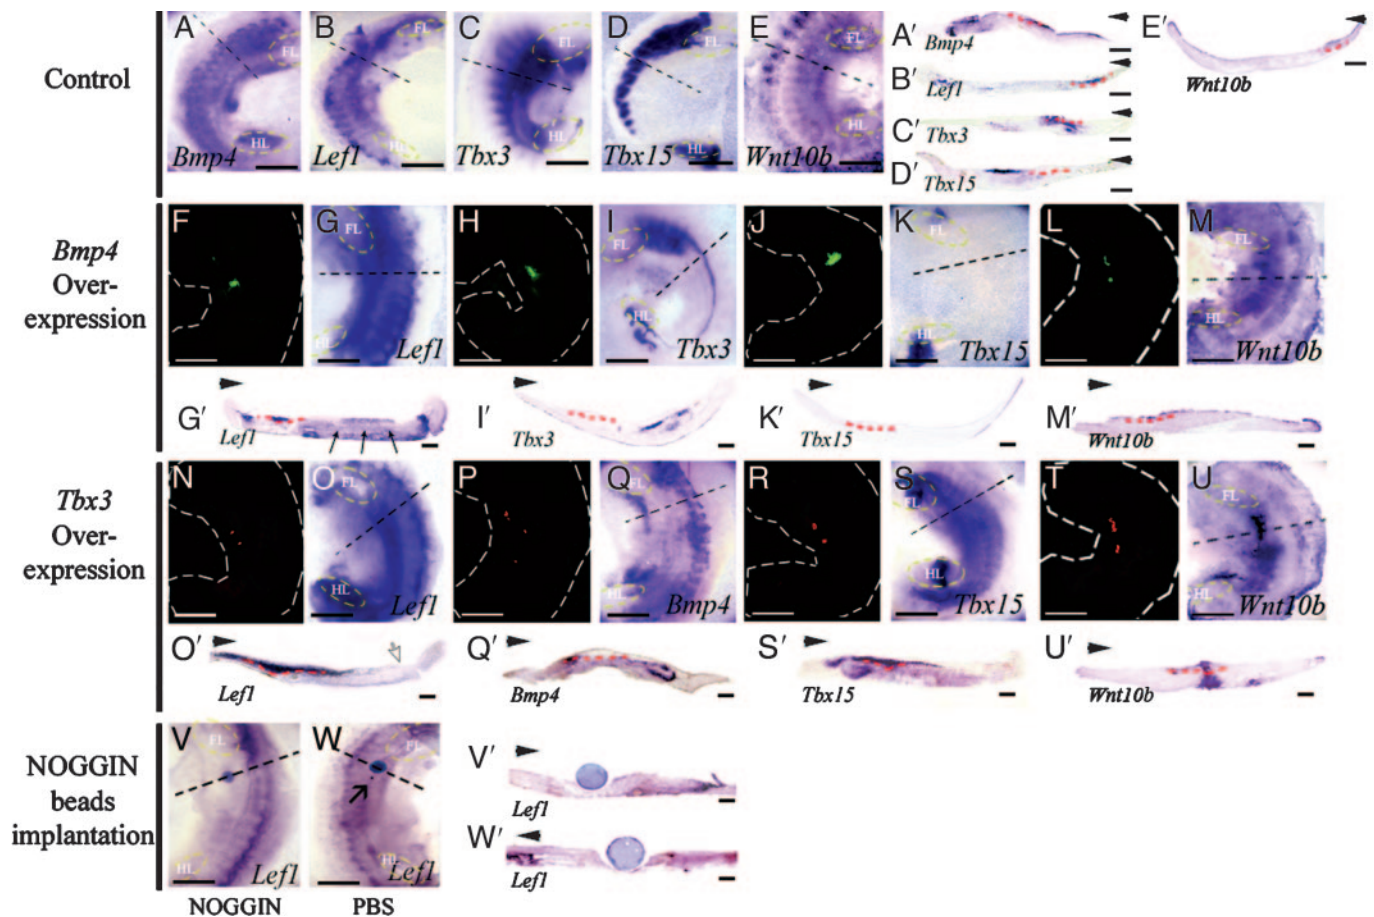 Control
A
FL
HL
Bmp4
B
FL
HL
Lef1
C
FL
HL
Tbx3
D
FL
HL
Tbx15
E
FL
HL
Wnt10b
A′
Bmp4
B′
Lef1
C′
Tbx3
D′
Tbx15
E′
Wnt10b
Bmp4
Over-
expression
F
G
FL
HL
Lef1
H
I
FL
HL
Tbx3
J
K
FL
HL
Tbx15
L
M
FL
HL
Wnt10b
G′
Lef1
I′
Tbx3
K′
Tbx15
M′
Wnt10b
Tbx3
Over-
expression
N
O
FL
HL
Lef1
P
Q
FL
HL
Bmp4
R
S
FL
HL
Tbx15
T
U
FL
HL
Wnt10b
O′
Lef1
Q′
Bmp4
S′
Tbx15
U′
Wnt10b
NOGGIN
beads
implantation
V
FL
HL
Lef1
W
FL
HL
Lef1
V′
Lef1
W′
Lef1
NOGGIN
PBS